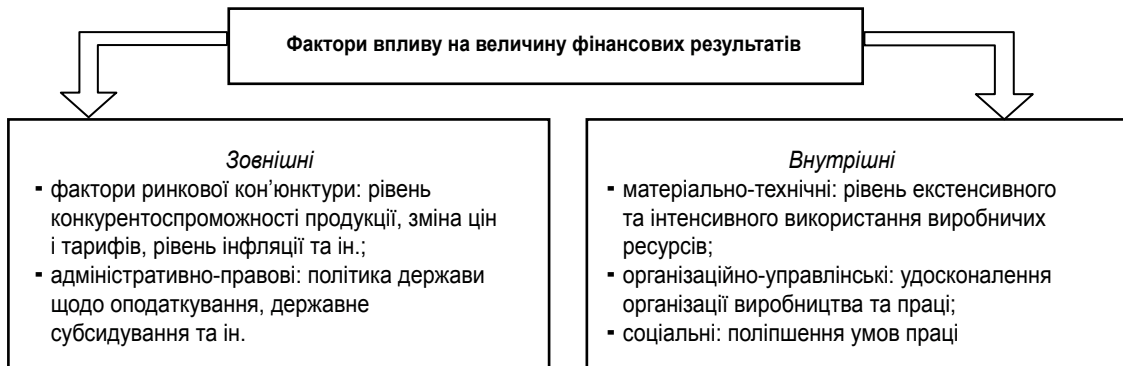 Фактори впливу на величину фінансових результатів
Зовнішні
- фактори ринкової кон’юнктури: рівень
конкурентоспроможності продукції, зміна цін
і тарифів, рівень інфляції та ін.;
- адміністративно-правові: політика держави
щодо оподаткування, державне
субсидування та ін.
Внутрішні
- матеріально-технічні: рівень екстенсивного
та інтенсивного використання виробничих
ресурсів;
- організаційно-управлінські: удосконалення
організації виробництва та праці;
- соціальні: поліпшення умов праці